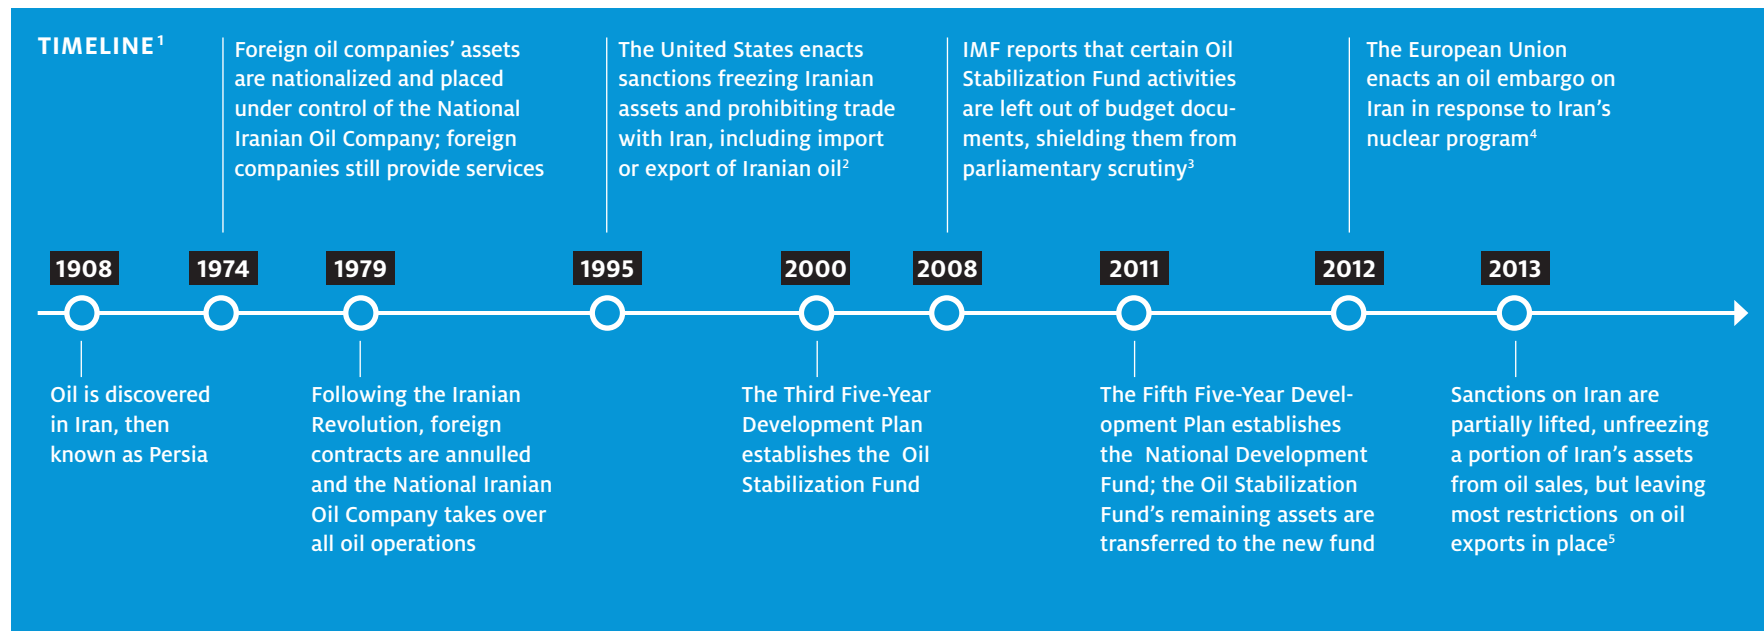 TIMELINE¹
Foreign oil companies’ assets
are nationalized and placed
under control of the National
Iranian Oil Company; foreign
companies still provide services
The United States enacts
sanctions freezing Iranian
assets and prohibiting trade
with Iran, including import
or export of Iranian oil²
IMF reports that certain Oil
Stabilization Fund activities
are left out of budget docu-
ments, shielding them from
parliamentary scrutiny³
The European Union
enacts an oil embargo on
Iran in response to Iran’s
nuclear program⁴
1908 1974 1979 1995 2000 2008 2011 2012 2013
Oil is discovered
in Iran, then
known as Persia
Following the Iranian
Revolution, foreign
contracts are annulled
and the National Iranian
Oil Company takes over
all oil operations
The Third Five-Year
Development Plan
establishes the Oil
Stabilization Fund
The Fifth Five-Year Devel-
opment Plan establishes
the National Development
Fund; the Oil Stabilization
Fund’s remaining assets are
transferred to the new fund
Sanctions on Iran are
partially lifted, unfreezing
a portion of Iran’s assets
from oil sales, but leaving
most restrictions on oil
exports in place⁵